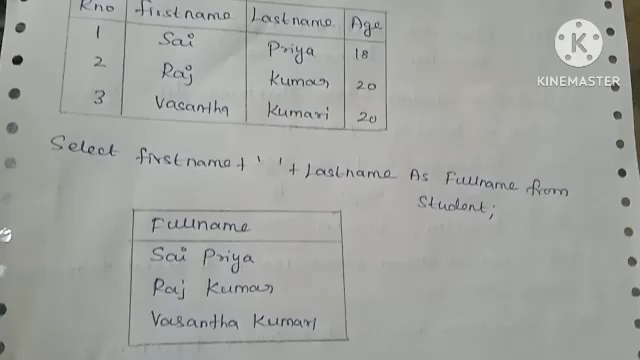 Rno Firstname Lastname Age
1 Sai Priya 18
2 Raj Kumar 20
3 Vasantha Kumari 20
KINEMASTER
Select firstname+' '+Lastname As Fullname from
Student;
Fullname
Sai Priya
Raj Kumar
Vasantha Kumari